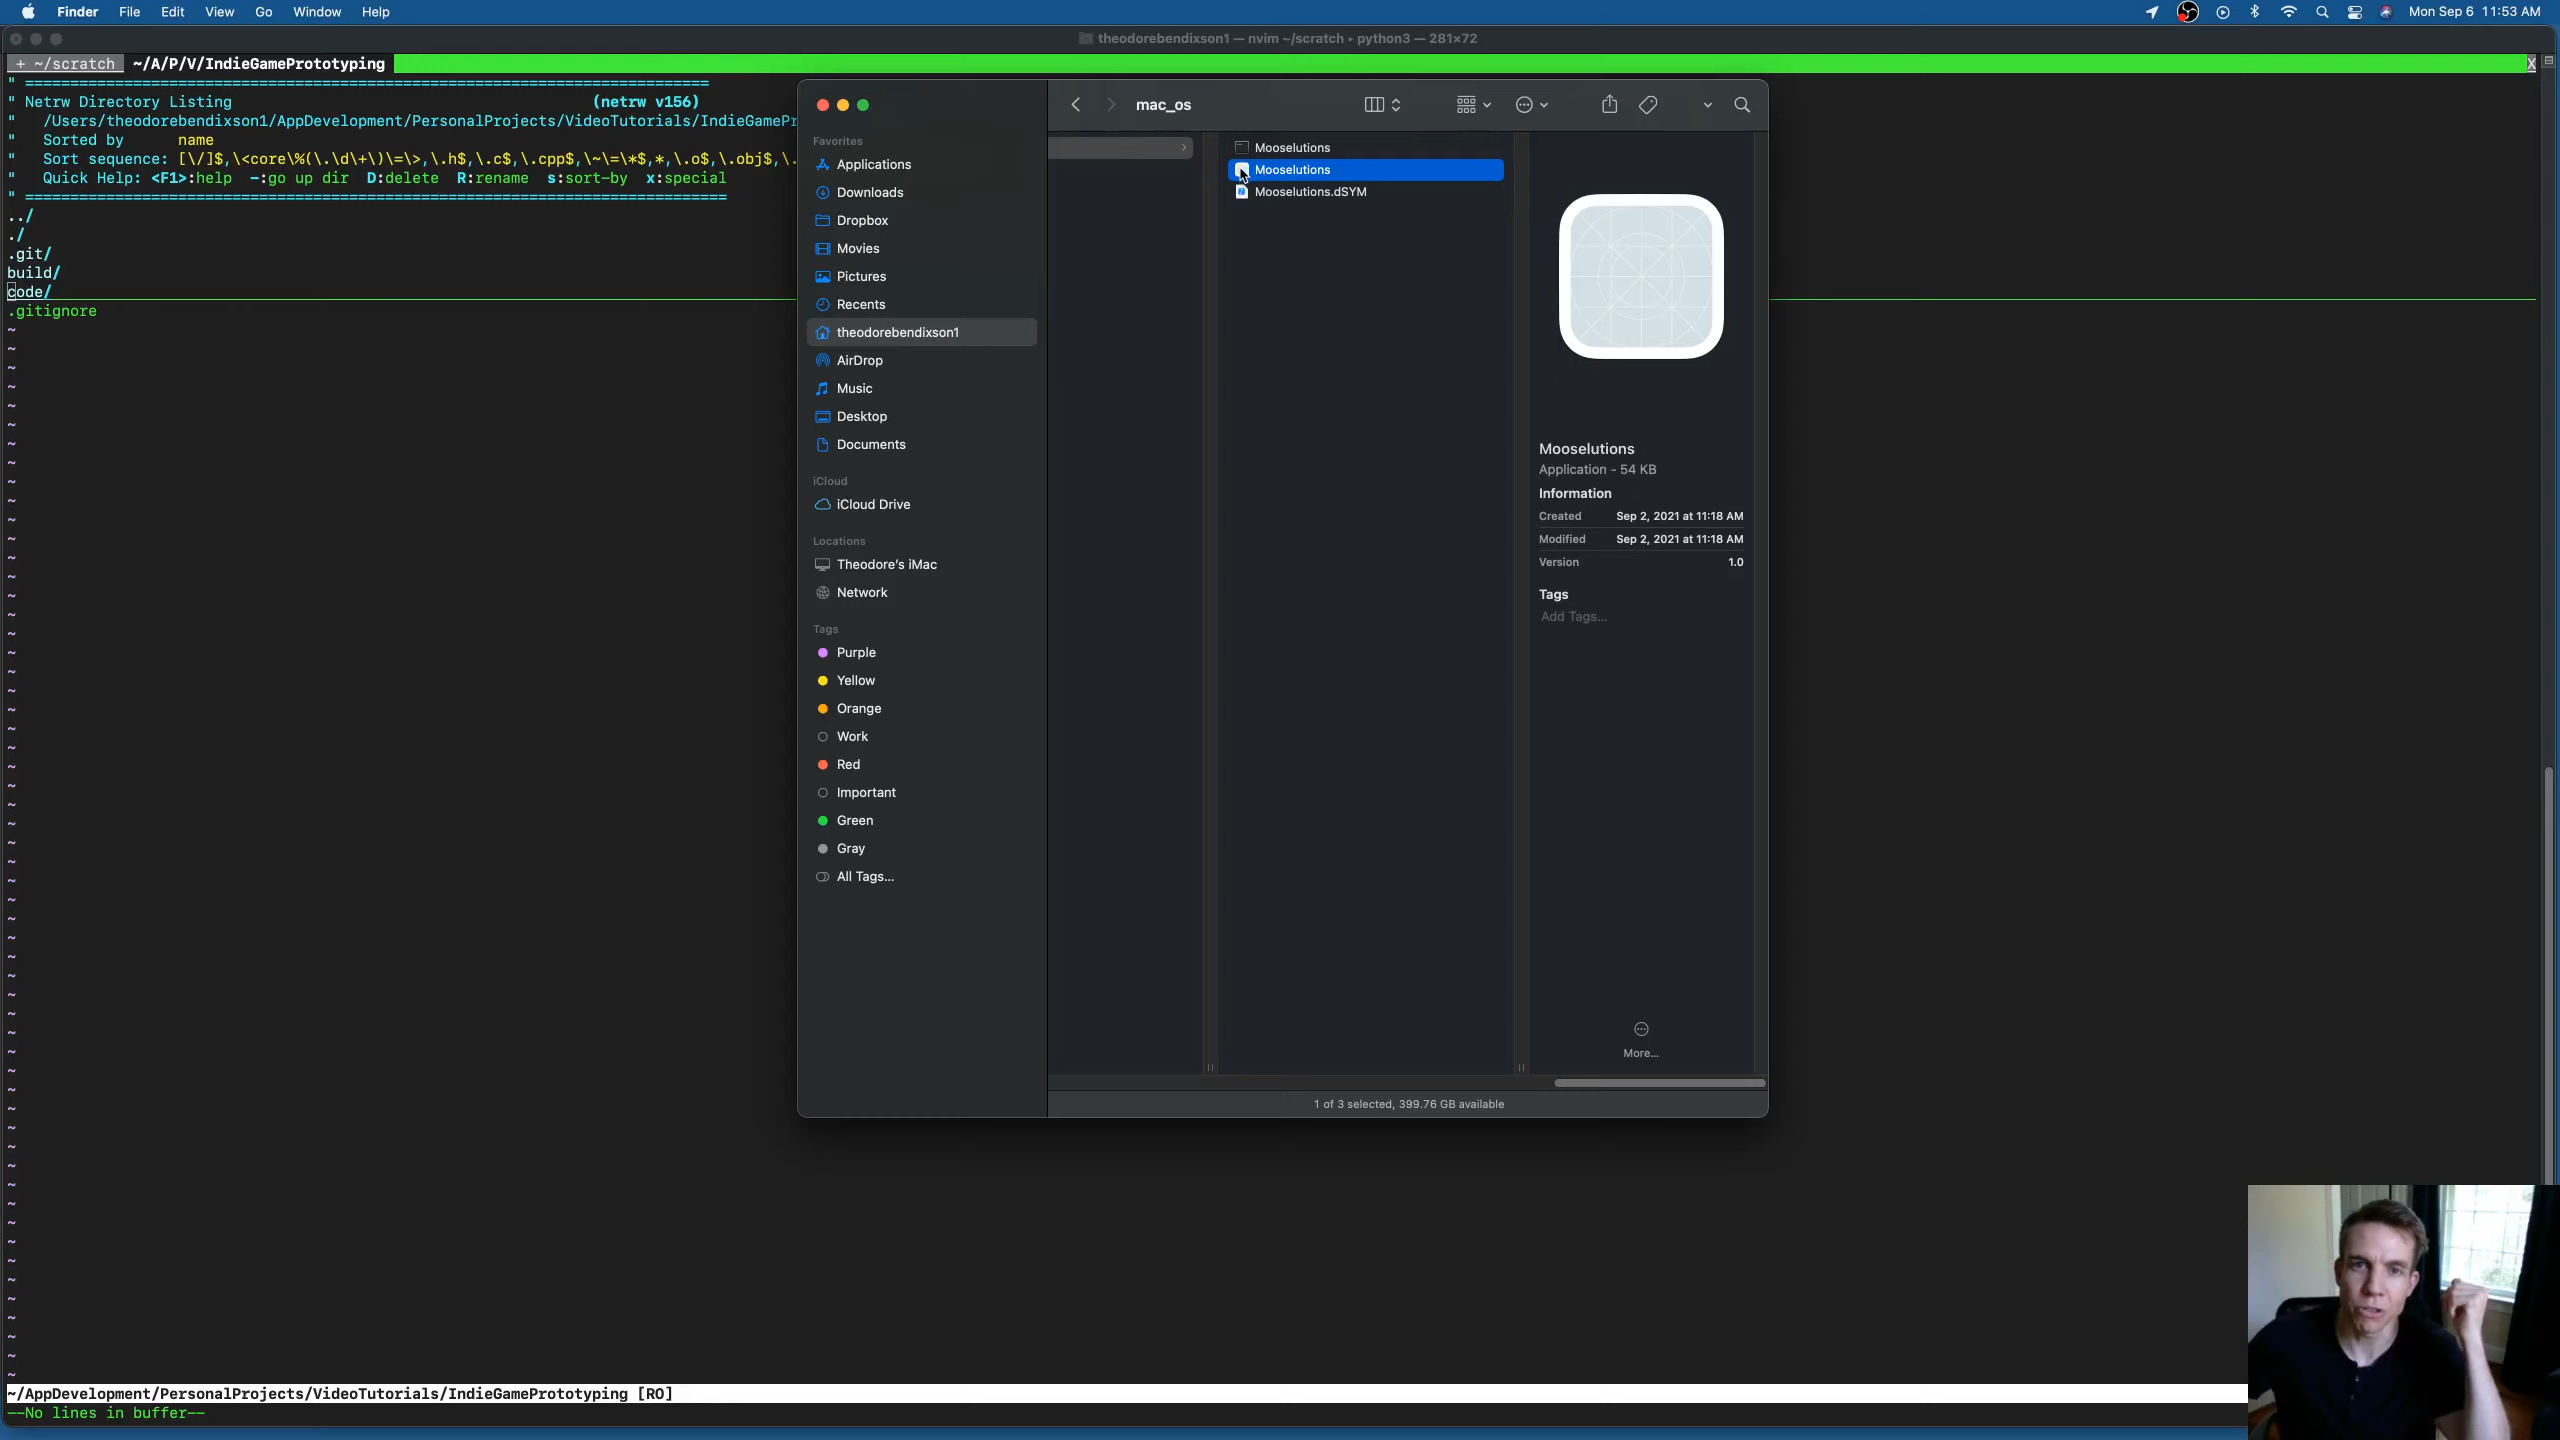 Finder File Edit View Go Window Help
Mon Sep 6 11:53 AM
theodorebendixson1 — nvim ~/scratch ▸ python3 — 281×72
+ ~/scratch ~/A/P/V/IndieGamePrototyping X
" ============================================================================
" Netrw Directory Listing (netrw v156)
" /Users/theodorebendixson1/AppDevelopment/PersonalProjects/VideoTutorials/IndieGamePr
" Sorted by name
" Sort sequence: [\/]$,\<core\%(\.\d\+\)\=\>,\.h$,\.c$,\.cpp$,\~\=\*$,*,\.o$,\.obj$,\.
" Quick Help: <F1>:help -:go up dir D:delete R:rename s:sort-by x:special
" ==============================================================================
../
./
.git/
build/
code/
.gitignore
~/AppDevelopment/PersonalProjects/VideoTutorials/IndieGamePrototyping [RO]
--No lines in buffer--
mac_os
Favorites
Applications
Downloads
Dropbox
Movies
Pictures
Recents
theodorebendixson1
AirDrop
Music
Desktop
Documents
iCloud
iCloud Drive
Locations
Theodore's iMac
Network
Tags
Purple
Yellow
Orange
Work
Red
Important
Green
Gray
All Tags...
Mooselutions
Mooselutions
Mooselutions.dSYM
Mooselutions
Application - 54 KB
Information
Created Sep 2, 2021 at 11:18 AM
Modified Sep 2, 2021 at 11:18 AM
Version 1.0
Tags
Add Tags...
More...
1 of 3 selected, 399.76 GB available